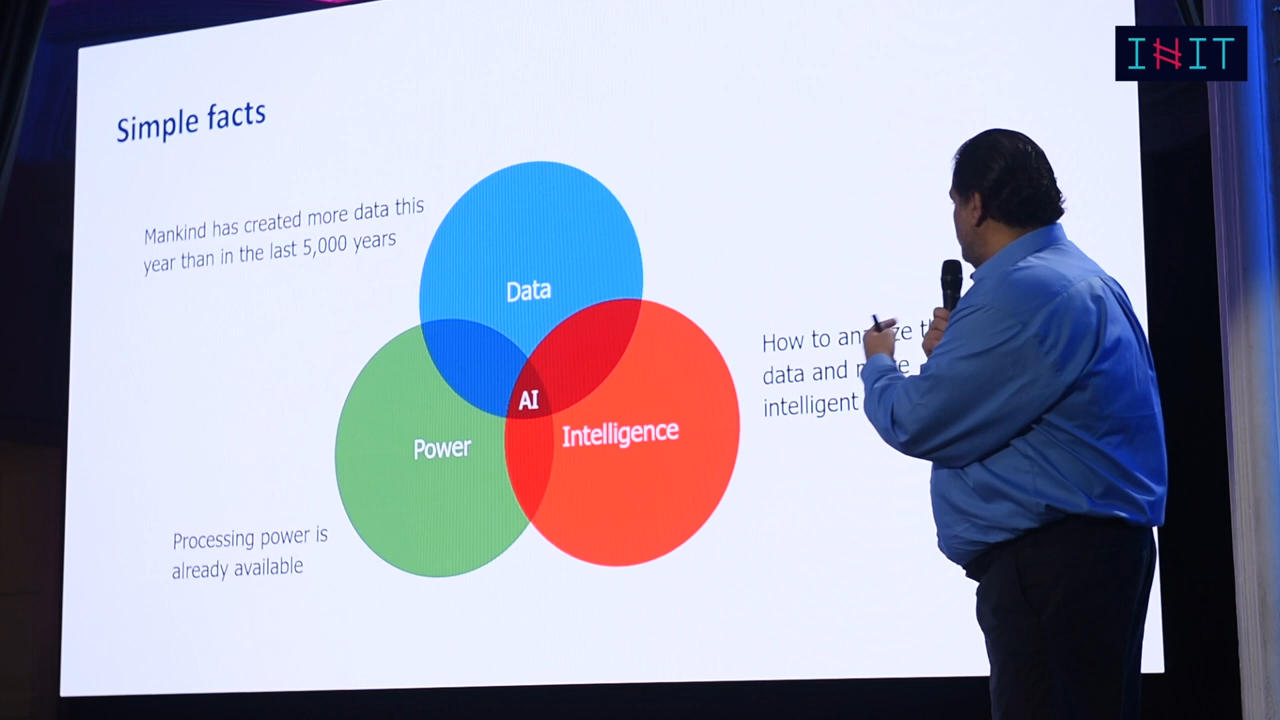 INIT
Simple facts
Mankind has created more data this
year than in the last 5,000 years
Data
How to
data and
intelligent
AI
Intelligence
Power
Processing power is
already available